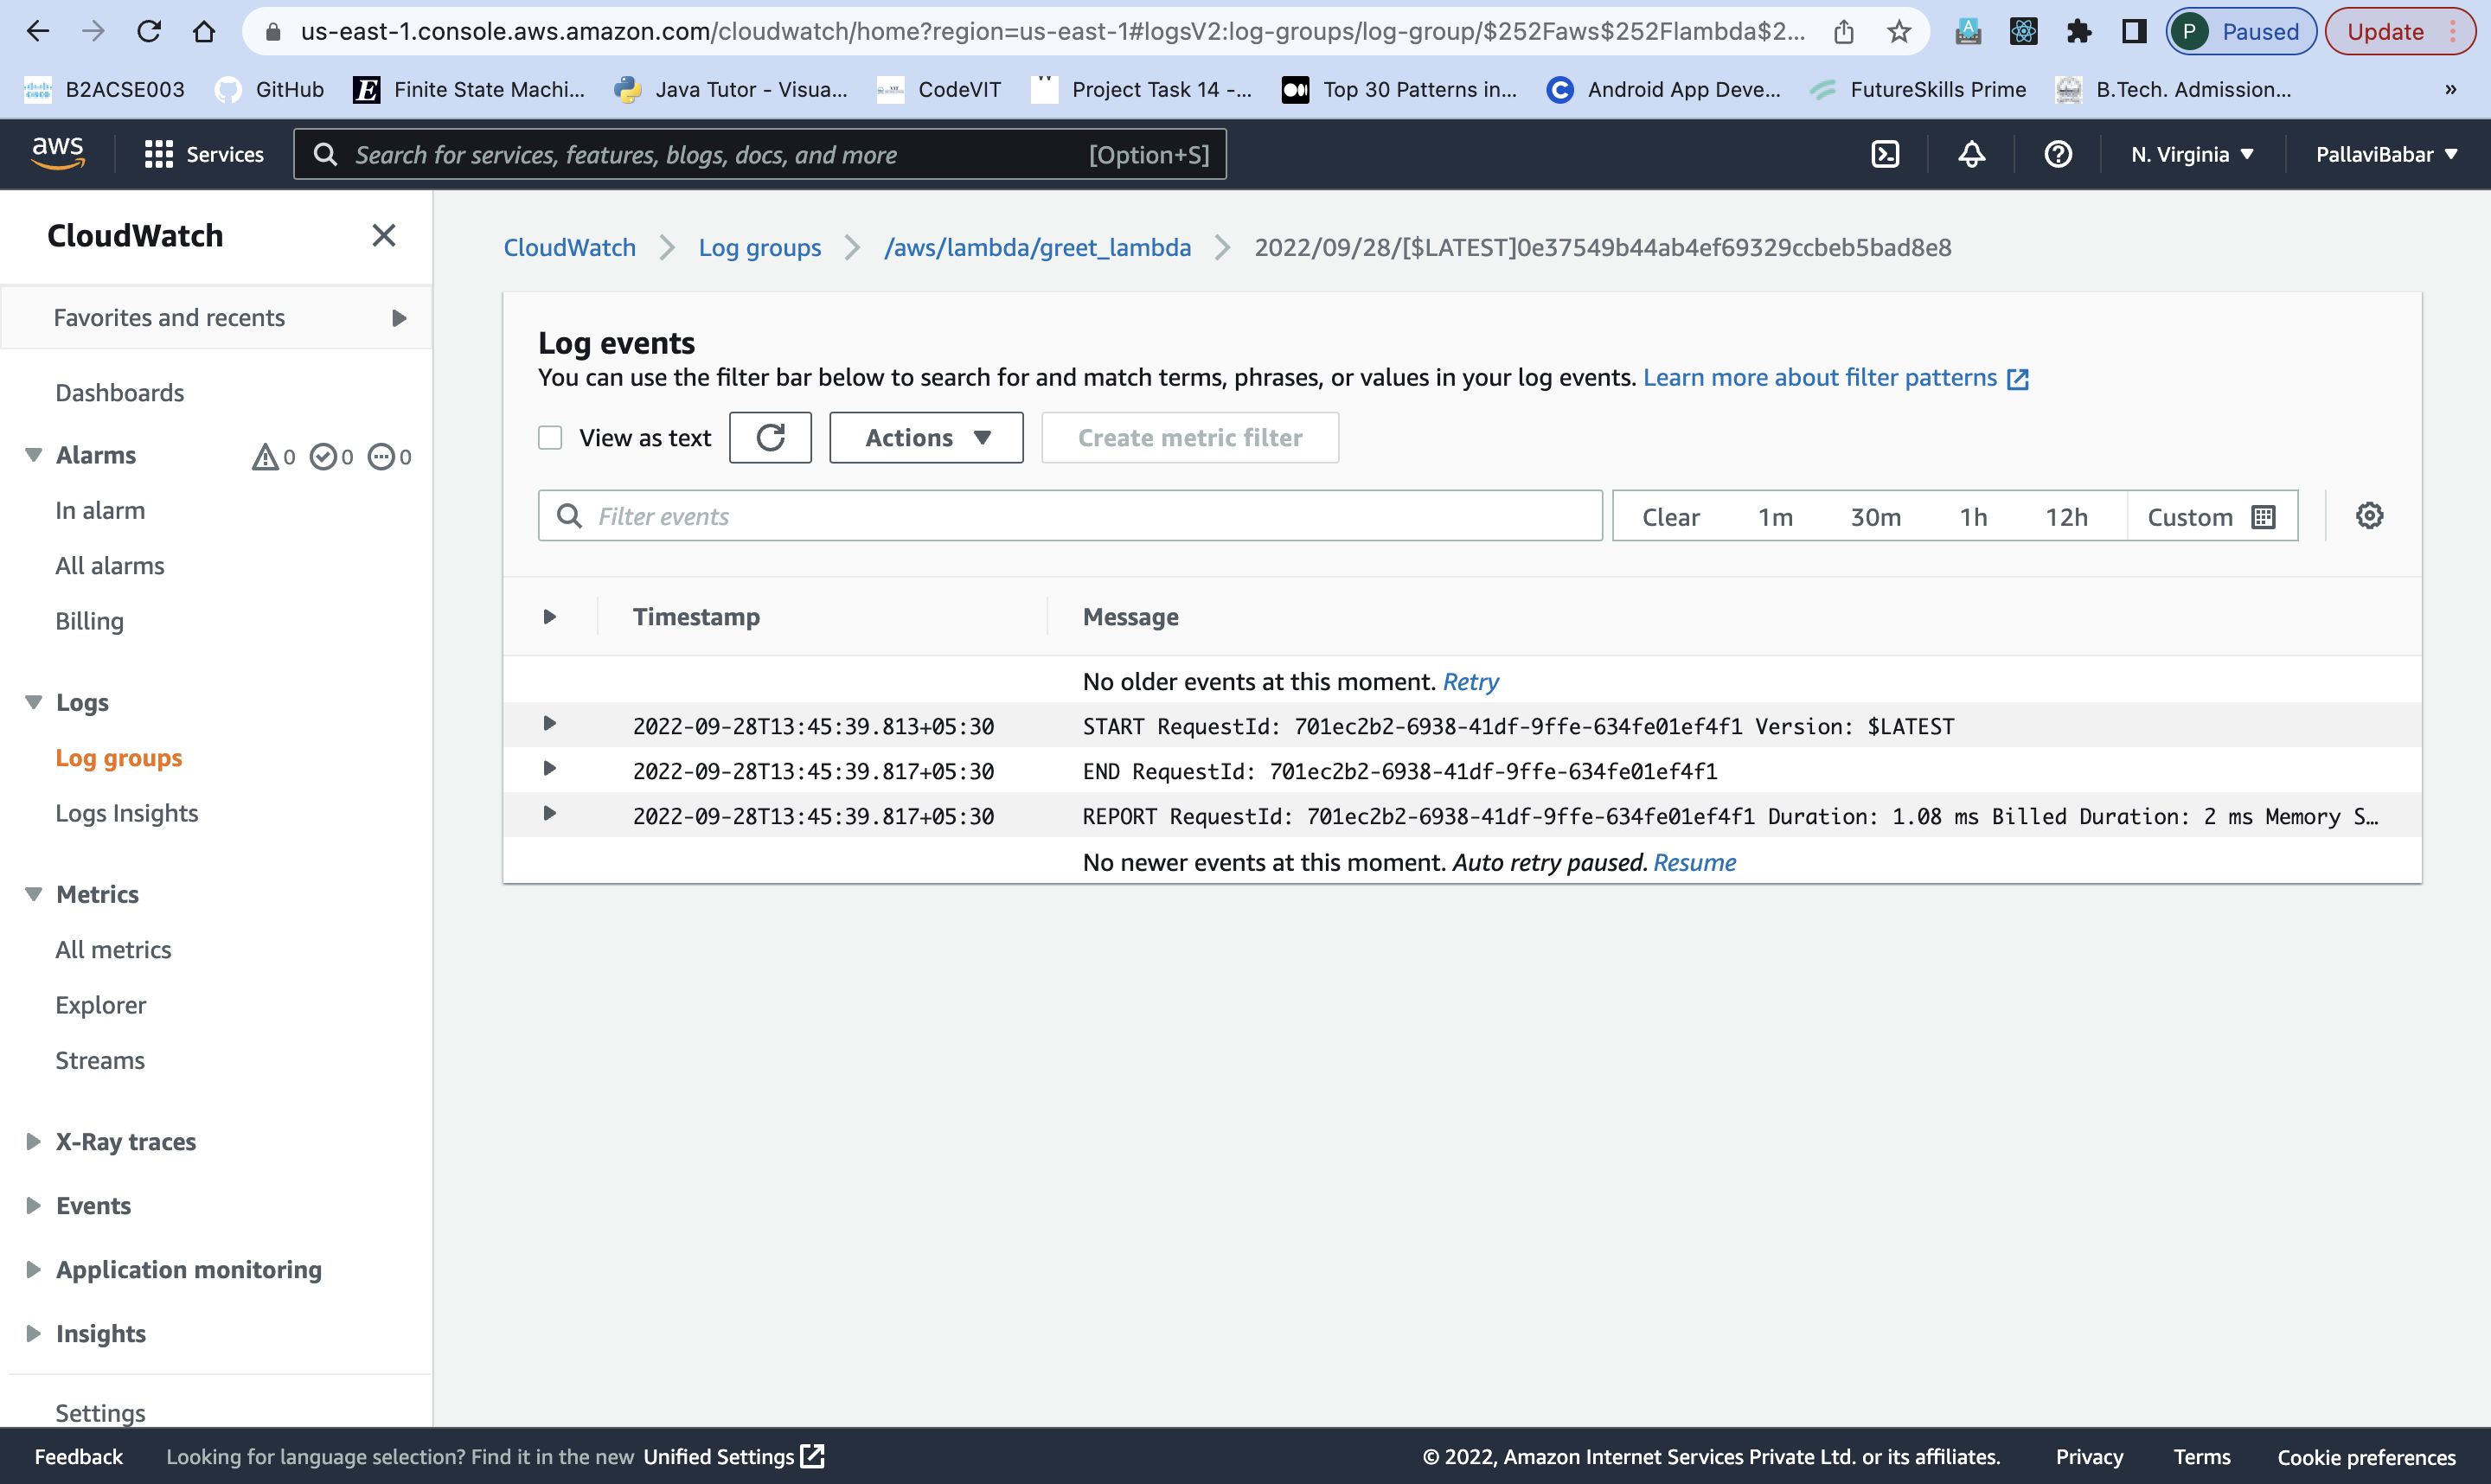 us-east-1.console.aws.amazon.com/cloudwatch/home?region=us-east-1#logsV2:log-groups/log-group/$252Faws$252Flambda$2...
P Paused
Update
B2ACSE003
GitHub
Finite State Machi...
Java Tutor - Visua...
CodeVIT
Project Task 14 -...
Top 30 Patterns in...
Android App Deve...
FutureSkills Prime
B.Tech. Admission...
»
aws
Services
Search for services, features, blogs, docs, and more [Option+S]
N. Virginia
PallaviBabar
CloudWatch
Favorites and recents
Dashboards
Alarms 0 0 0
In alarm
All alarms
Billing
Logs
Log groups
Logs Insights
Metrics
All metrics
Explorer
Streams
X-Ray traces
Events
Application monitoring
Insights
Settings
CloudWatch > Log groups > /aws/lambda/greet_lambda > 2022/09/28/[$LATEST]0e37549b44ab4ef69329ccbeb5bad8e8
Log events
You can use the filter bar below to search for and match terms, phrases, or values in your log events. Learn more about filter patterns
View as text
Actions
Create metric filter
Filter events
Clear 1m 30m 1h 12h Custom
Timestamp Message
No older events at this moment. Retry
2022-09-28T13:45:39.813+05:30 START RequestId: 701ec2b2-6938-41df-9ffe-634fe01ef4f1 Version: $LATEST
2022-09-28T13:45:39.817+05:30 END RequestId: 701ec2b2-6938-41df-9ffe-634fe01ef4f1
2022-09-28T13:45:39.817+05:30 REPORT RequestId: 701ec2b2-6938-41df-9ffe-634fe01ef4f1 Duration: 1.08 ms Billed Duration: 2 ms Memory S…
No newer events at this moment. Auto retry paused. Resume
Feedback
Looking for language selection? Find it in the new Unified Settings
© 2022, Amazon Internet Services Private Ltd. or its affiliates.
Privacy
Terms
Cookie preferences